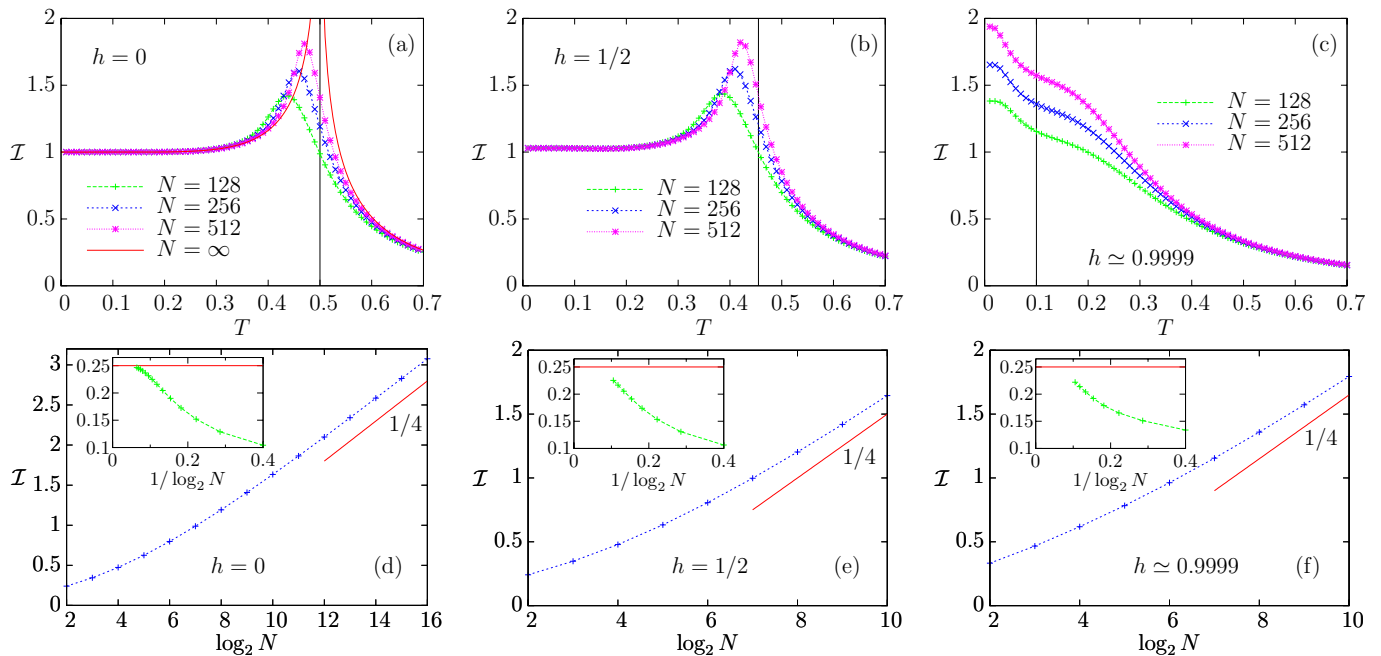 2
1.5
1
0.5
0
I
(a)
h = 0
N = 128
N = 256
N = 512
N = ∞
0 0.1 0.2 0.3 0.4 0.5 0.6 0.7
T
2
1.5
1
0.5
0
I
(b)
h = 1/2
N = 128
N = 256
N = 512
0 0.1 0.2 0.3 0.4 0.5 0.6 0.7
T
2
1.5
1
0.5
0
I
(c)
N = 128
N = 256
N = 512
h ≃ 0.9999
0 0.1 0.2 0.3 0.4 0.5 0.6 0.7
T
3
2.5
2
1.5
1
0.5
0
I
0.25
0.2
0.15
0.1
0 0.2 0.4
1/ log₂ N
1/4
h = 0
(d)
2 4 6 8 10 12 14 16
log₂ N
2
1.5
1
0.5
0
I
0.25
0.2
0.15
0.1
0 0.2 0.4
1/ log₂ N
1/4
h = 1/2
(e)
2 4 6 8 10
log₂ N
2
1.5
1
0.5
0
I
0.25
0.2
0.15
0.1
0 0.2 0.4
1/ log₂ N
1/4
h ≃ 0.9999
(f)
2 4 6 8 10
log₂ N